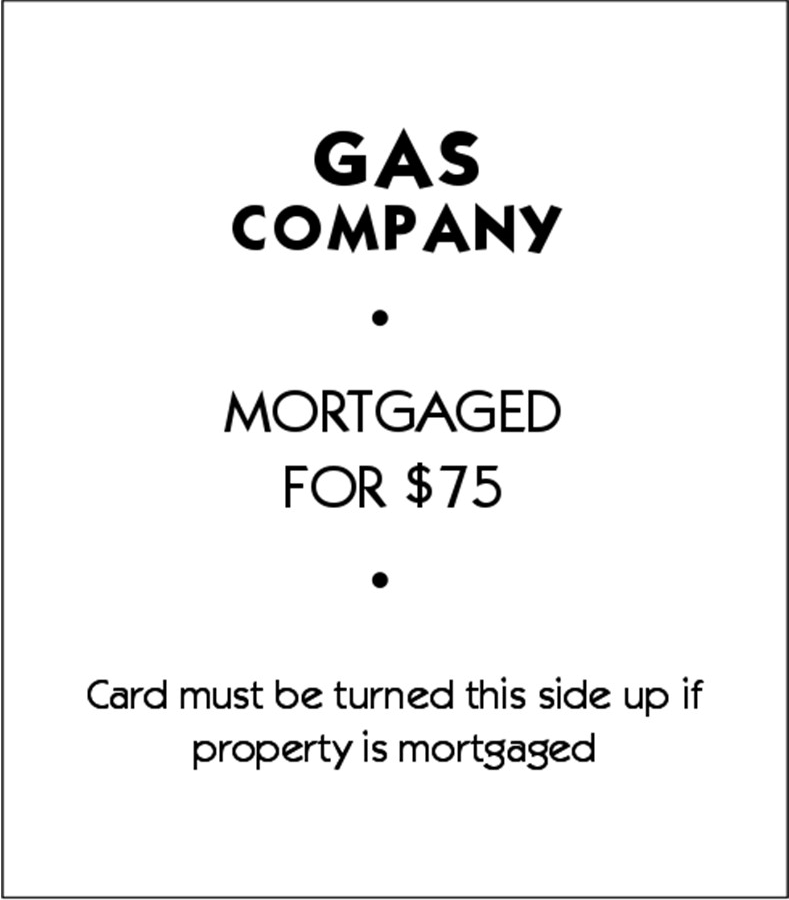 GAS
COMPANY
•
MORTGAGED
FOR $75
•
Card must be turned this side up if
property is mortgaged